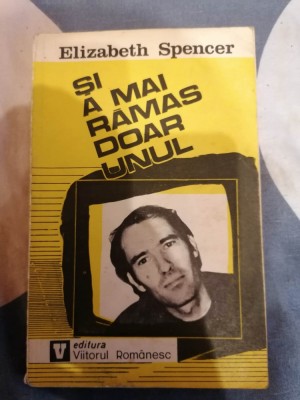 Elizabeth Spencer
ȘI
A MAI
RĂMAS
DOAR
UNUL
V editura
Viitorul Românesc